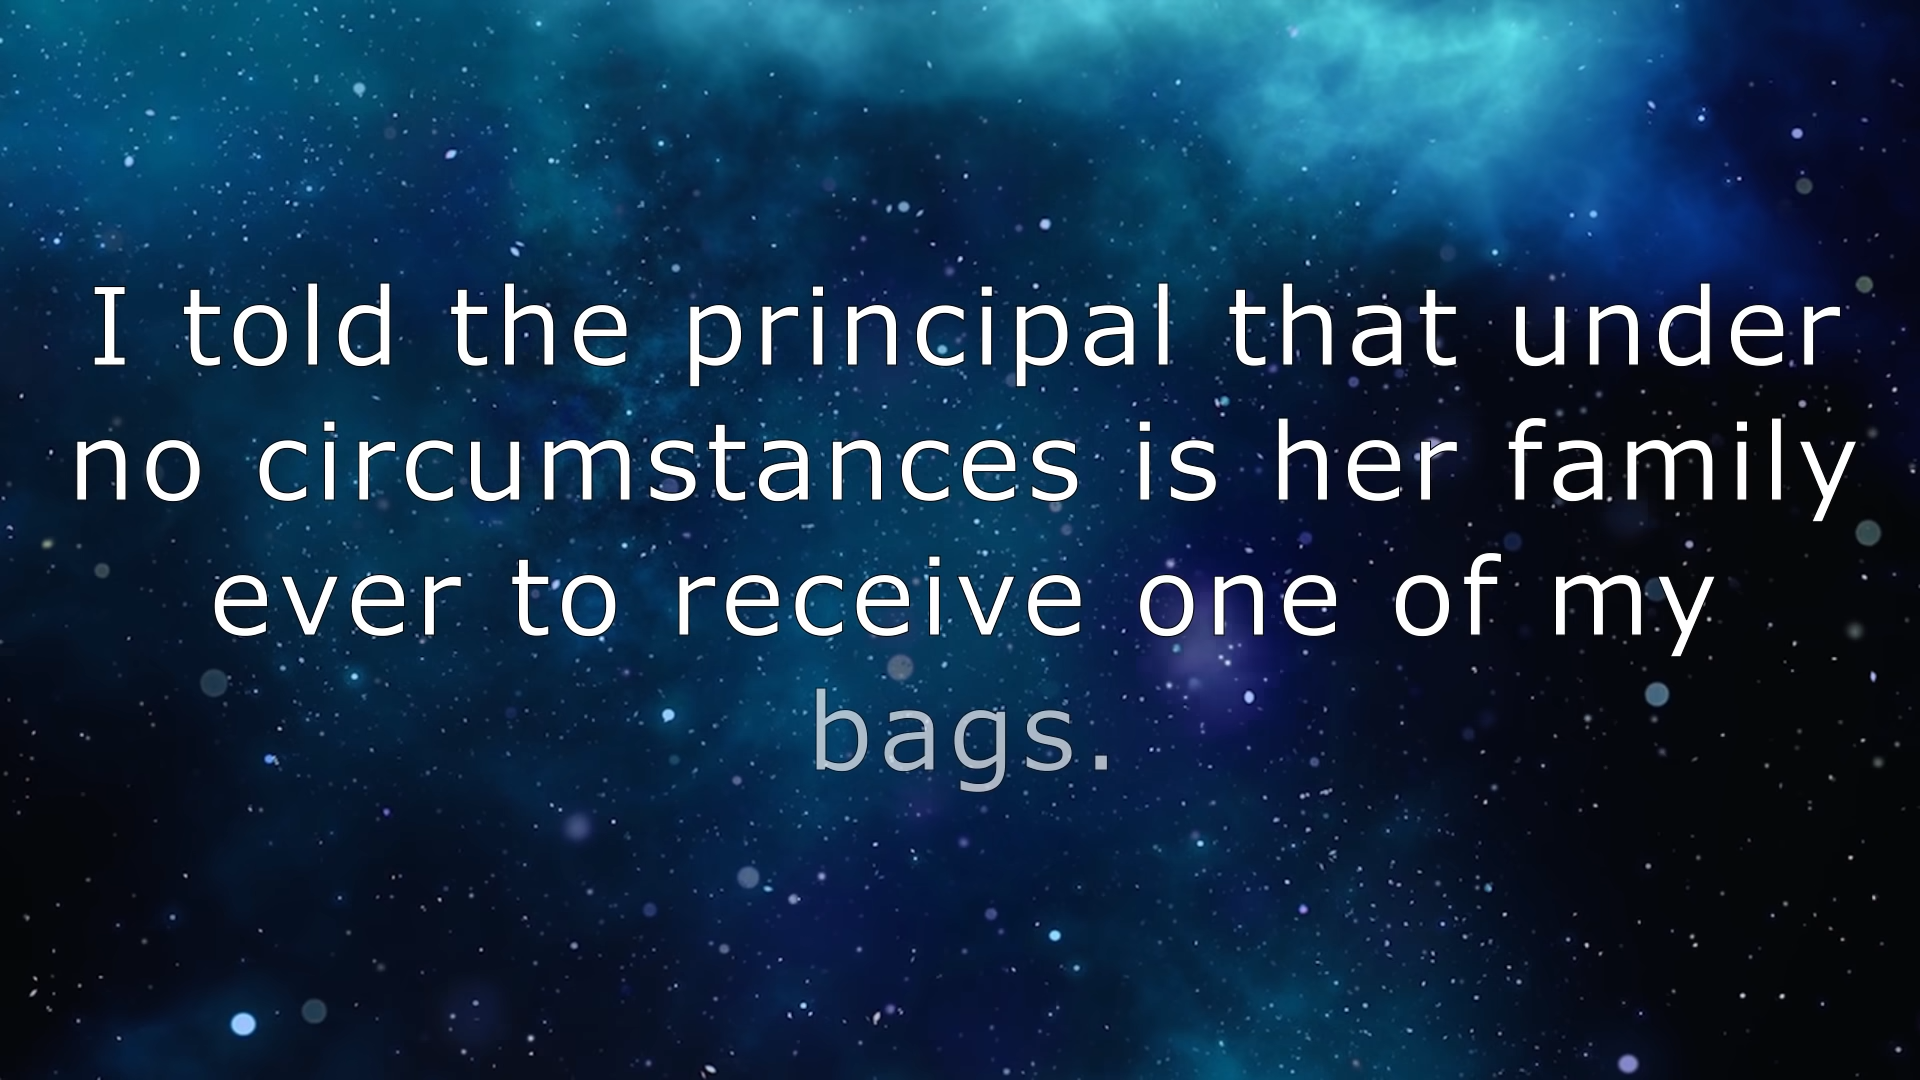 I told the principal that under
no circumstances is her family
ever to receive one of my
bags.